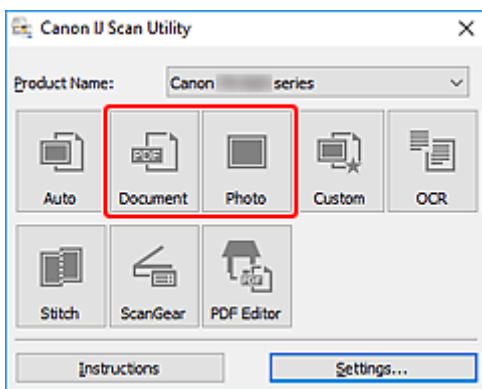 Canon IJ Scan Utility
Product Name: Canon series
Auto Document Photo Custom OCR
Stitch ScanGear PDF Editor
Instructions Settings...